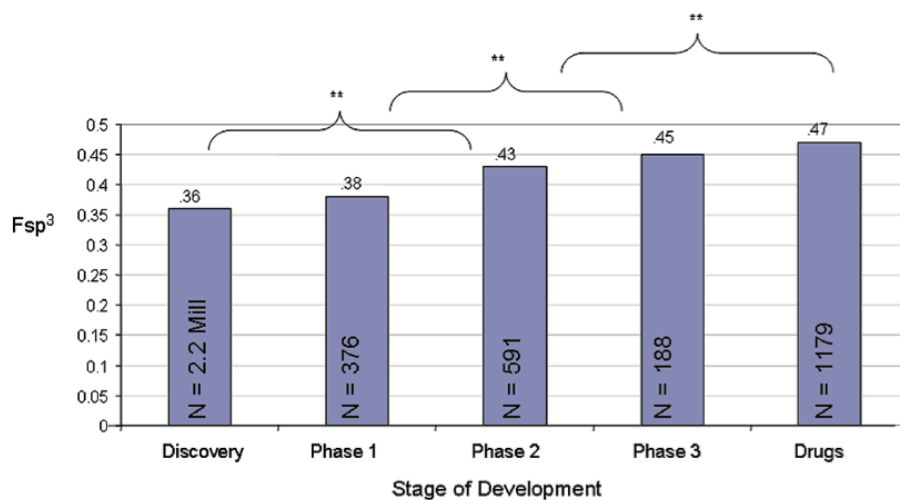 **
**
**
0.5
0.45
0.4
0.35
0.3
0.25
0.2
0.15
0.1
0.05
0
Fsp³
.36
.38
.43
.45
.47
N = 2.2 Mill
N = 376
N = 591
N = 188
N = 1179
Discovery
Phase 1
Phase 2
Phase 3
Drugs
Stage of Development